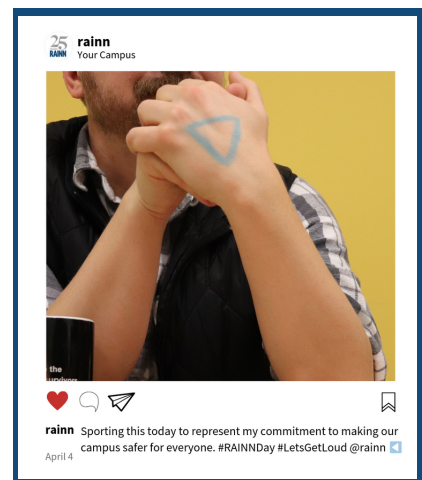 25
RAINN
rainn
Your Campus
the
survivors
rainn Sporting this today to represent my commitment to making our
April 4 campus safer for everyone. #RAINNDay #LetsGetLoud @rainn